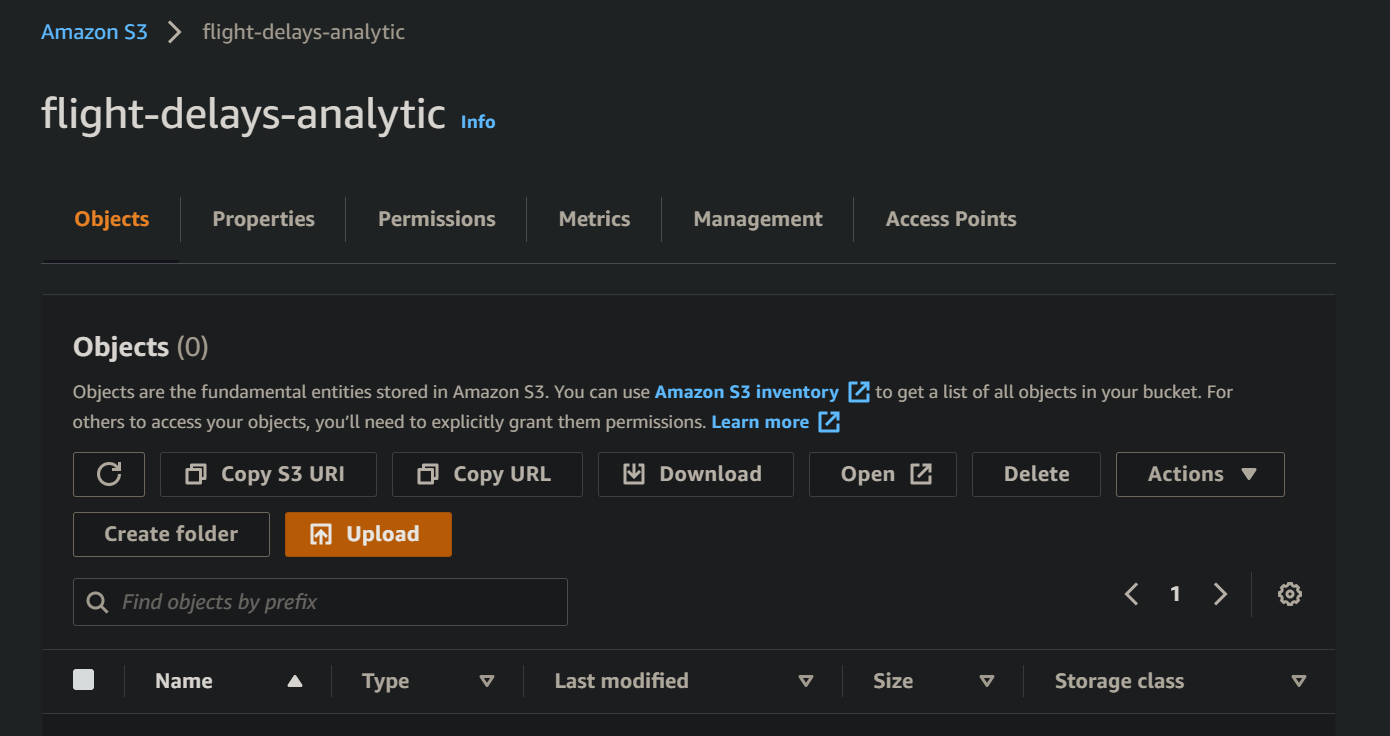 Amazon S3 flight-delays-analytic
flight-delays-analytic Info
Objects Properties Permissions Metrics Management Access Points
Objects (0)
Objects are the fundamental entities stored in Amazon S3. You can use Amazon S3 inventory to get a list of all objects in your bucket. For
others to access your objects, you’ll need to explicitly grant them permissions. Learn more
Copy S3 URI Copy URL Download Open Delete Actions
Create folder Upload
Find objects by prefix 1
Name Type Last modified Size Storage class